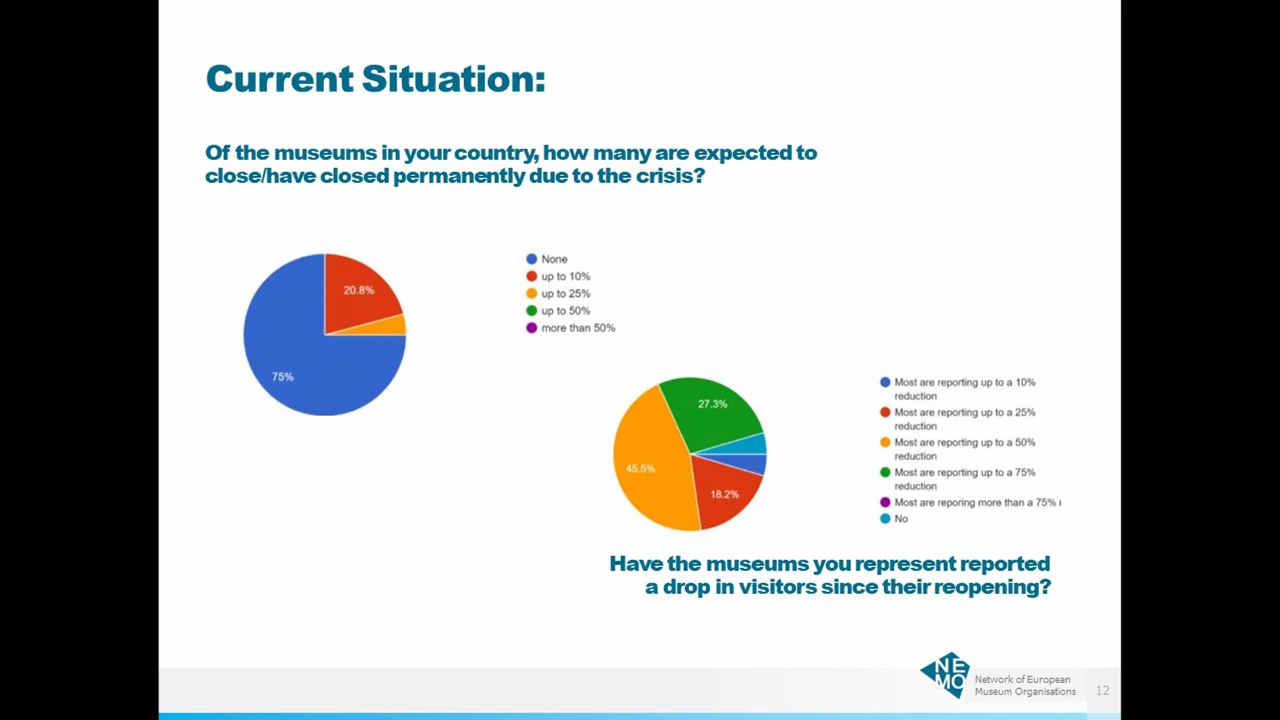 Current Situation:
Of the museums in your country, how many are expected to
close/have closed permanently due to the crisis?
20.8%
75%
None
up to 10%
up to 25%
up to 50%
more than 50%
27.3%
45.5%
18.2%
Most are reporting up to a 10%
reduction
Most are reporting up to a 25%
reduction
Most are reporting up to a 50%
reduction
Most are reporting up to a 75%
reduction
Most are reporing more than a 75%
No
Have the museums you represent reported
a drop in visitors since their reopening?
NE
MO
Network of European
Museum Organisations
12